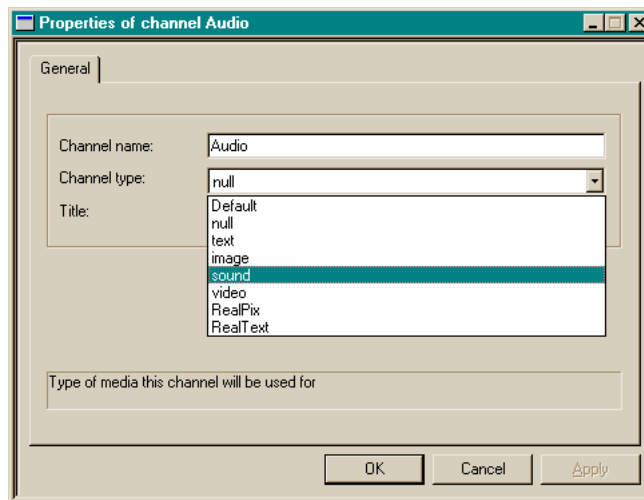 Properties of channel Audio
General
Channel name: Audio
Channel type: null
Title:
Default
null
text
image
sound
video
RealPix
RealText
Type of media this channel will be used for
OK Cancel Apply